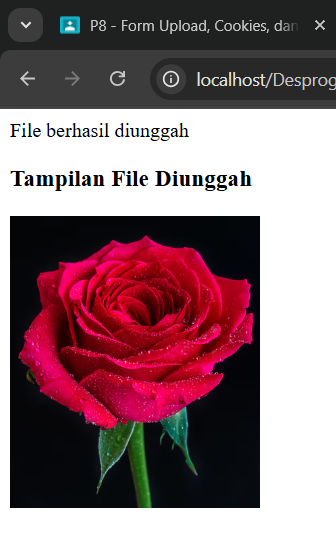 P8 - Form Upload, Cookies, dan
localhost/Desprog
File berhasil diunggah
Tampilan File Diunggah